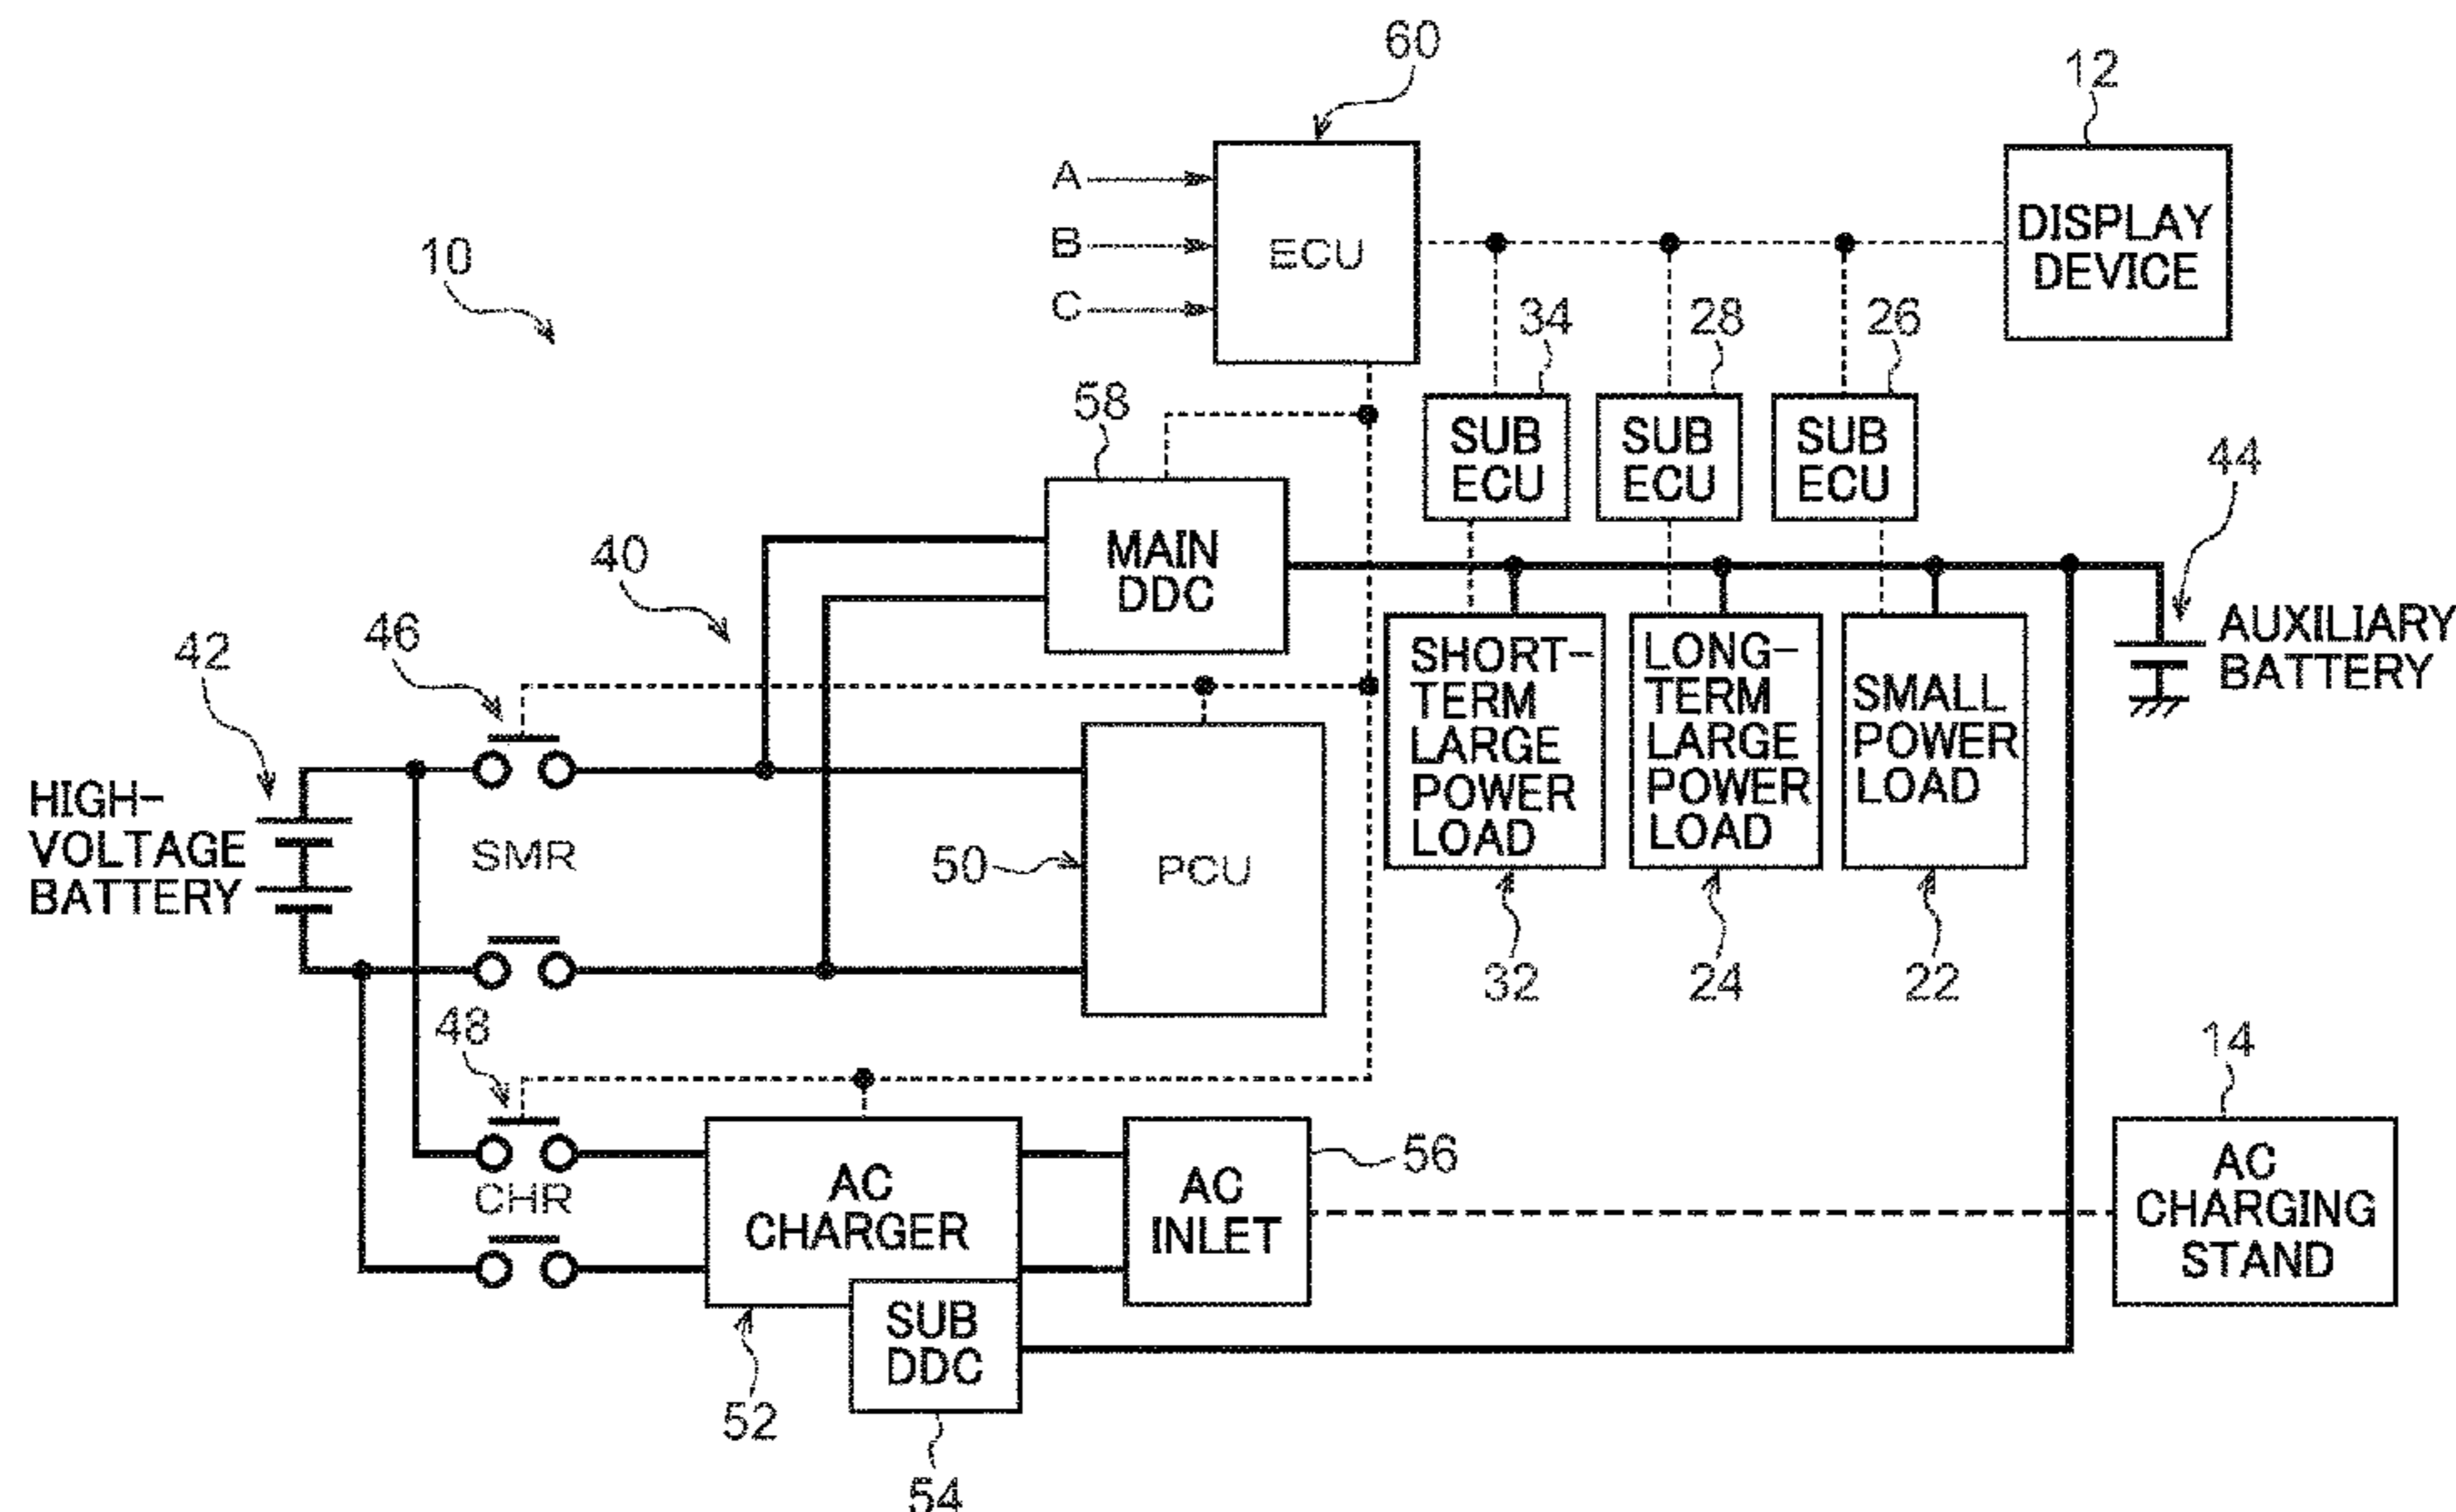 60
12
A
B
C
ECU
DISPLAY
DEVICE
10
34
28
26
58
SUB
ECU
SUB
ECU
SUB
ECU
44
40
MAIN
DDC
46
42
AUXILIARY
BATTERY
SHORT-
TERM
LARGE
POWER
LOAD
LONG-
TERM
LARGE
POWER
LOAD
SMALL
POWER
LOAD
HIGH-
VOLTAGE
BATTERY
SMR
50
PCU
32
24
22
48
14
CHR
AC
CHARGER
AC
INLET
56
AC
CHARGING
STAND
SUB
DDC
52
54